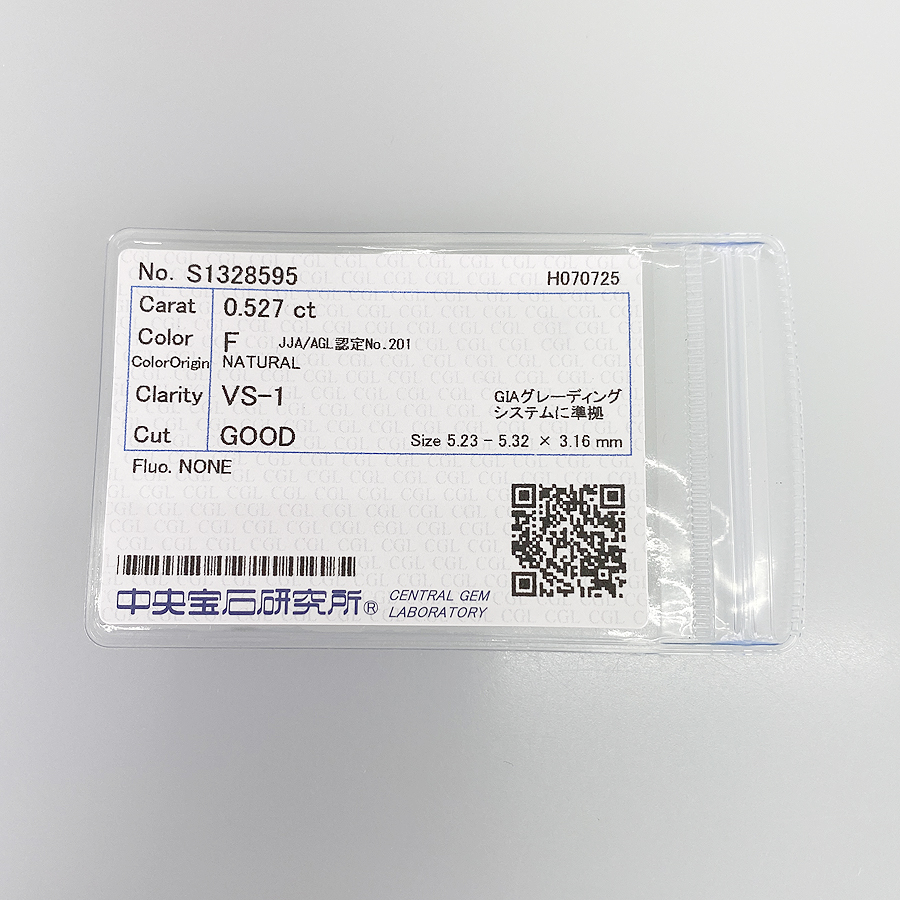 No. S1328595 H070725
Carat 0.527 ct
Color F JJA/AGL認定No.201
ColorOrigin NATURAL
Clarity VS-1 GIAグレーディング
システムに準拠
Cut GOOD Size 5.23 - 5.32 × 3.16 mm
Fluo. NONE
中央宝石研究所® CENTRAL GEM
LABORATORY